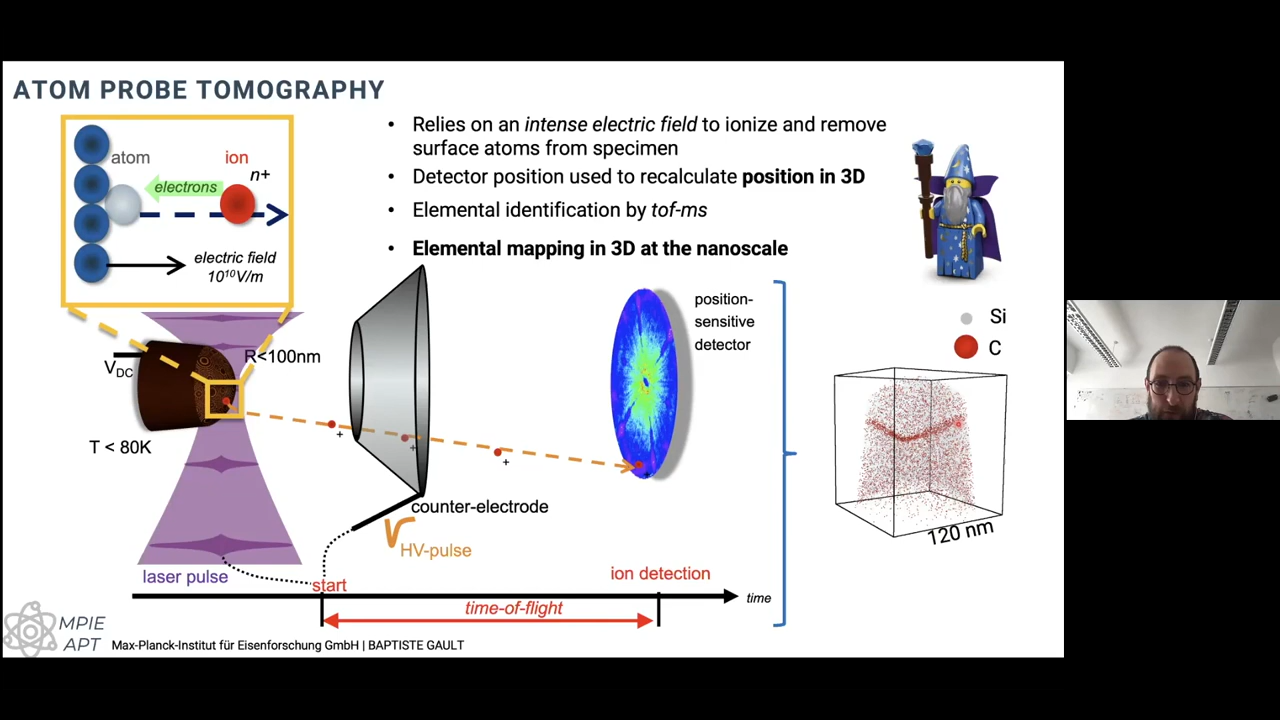 ATOM PROBE TOMOGRAPHY
• Relies on an intense electric field to ionize and remove
surface atoms from specimen
• Detector position used to recalculate position in 3D
• Elemental identification by tof-ms
• Elemental mapping in 3D at the nanoscale
atom
ion
n+
electrons
electric field
10¹⁰V/m
R<100nm
V_DC
T < 80K
+
+
+
+
counter-electrode
HV-pulse
position-
sensitive
detector
Si
C
120 nm
laser pulse
start
ion detection
time
time-of-flight
MPIE
APT
Max-Planck-Institut für Eisenforschung GmbH | BAPTISTE GAULT